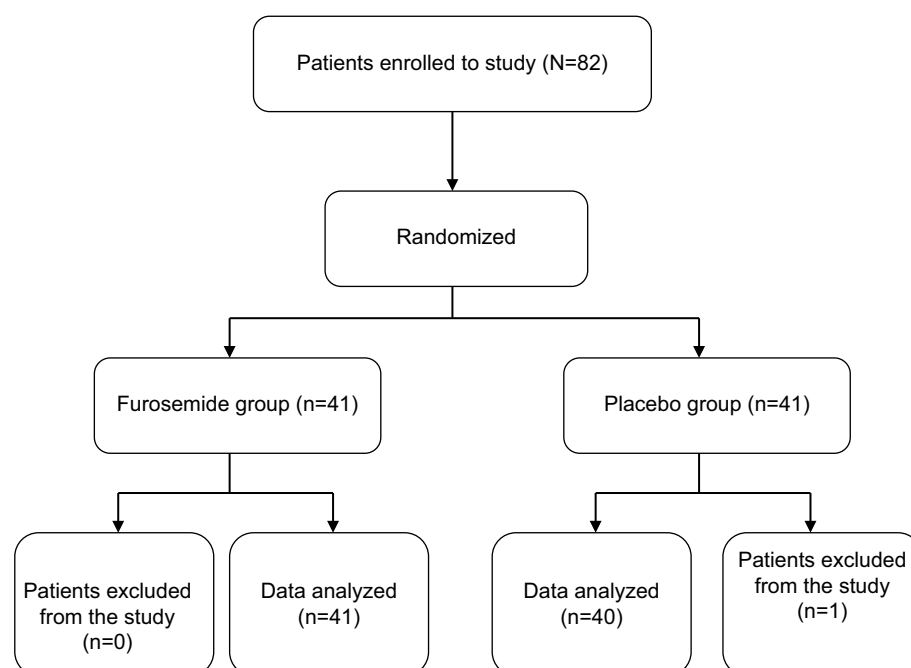 Patients enrolled to study (N=82)
Randomized
Furosemide group (n=41)
Placebo group (n=41)
Patients excluded
from the study
(n=0)
Data analyzed
(n=41)
Data analyzed
(n=40)
Patients excluded
from the study
(n=1)